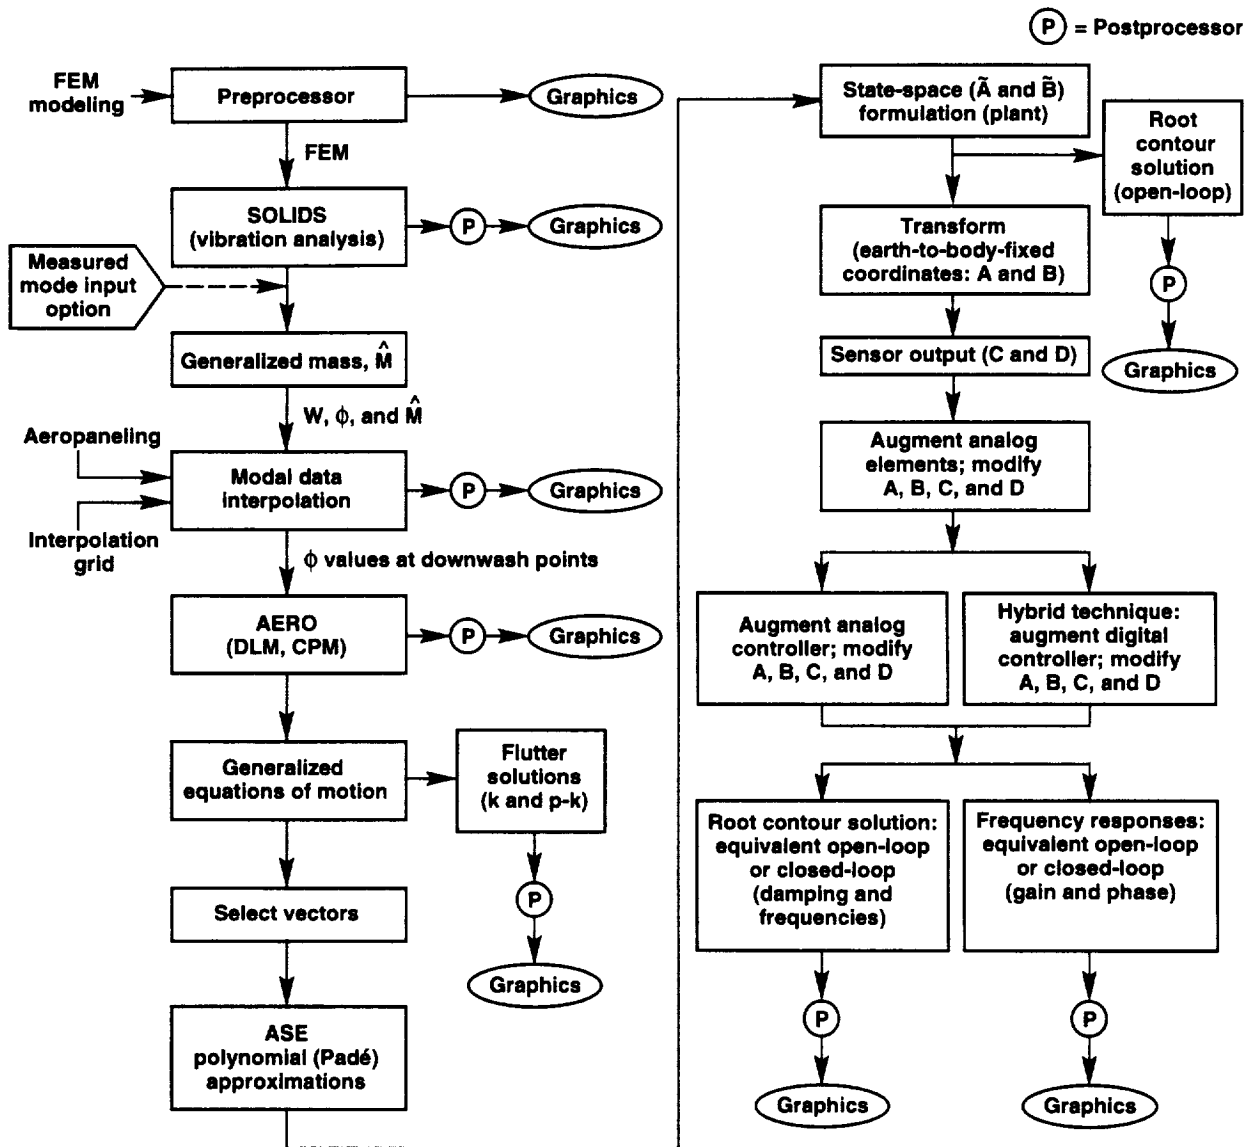 P = Postprocessor
FEM
modeling
Preprocessor
Graphics
FEM
SOLIDS
(vibration analysis)
P
Graphics
Measured
mode input
option
Generalized mass, M̂
W, ϕ, and M̂
Aeropaneling
Modal data
interpolation
P
Graphics
Interpolation
grid
ϕ values at downwash points
AERO
(DLM, CPM)
P
Graphics
Generalized
equations of motion
Flutter
solutions
(k and p-k)
P
Graphics
Select vectors
ASE
polynomial (Padé)
approximations
State-space (Ã and B̃)
formulation (plant)
Root
contour
solution
(open-loop)
P
Graphics
Transform
(earth-to-body-fixed
coordinates: A and B)
Sensor output (C and D)
Augment analog
elements; modify
A, B, C, and D
Augment analog
controller; modify
A, B, C, and D
Hybrid technique:
augment digital
controller; modify
A, B, C, and D
Root contour solution:
equivalent open-loop
or closed-loop
(damping and
frequencies)
P
Graphics
Frequency responses:
equivalent open-loop
or closed-loop
(gain and phase)
P
Graphics